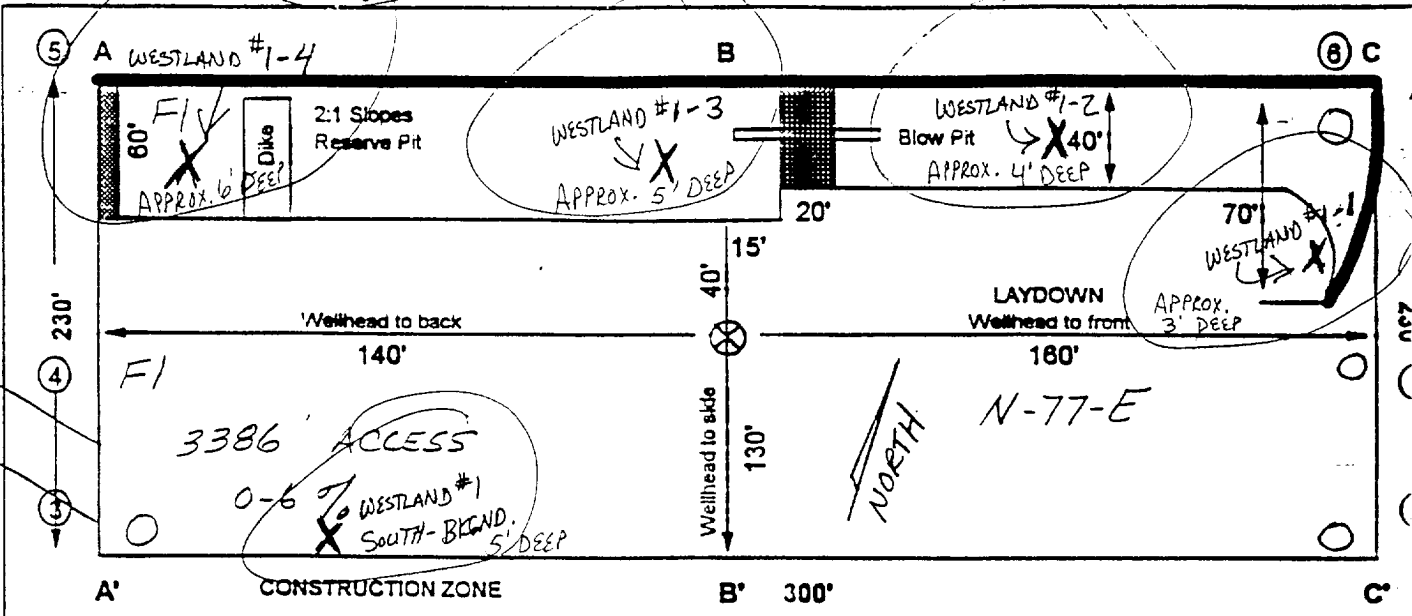 5 A WESTLAND #1-4 B 6 C
F1
60'
Dike
2:1 Slopes
Reserve Pit
APPROX. 6' DEEP
WESTLAND #1-3
APPROX. 5' DEEP
Blow Pit
WESTLAND #1-2
40'
APPROX. 4' DEEP
20'
15'
40'
70'
WESTLAND #1-1
APPROX.
3' DEEP
230'
Wellhead to back
140'
LAYDOWN
Wellhead to front
160'
4
F1
3386' ACCESS
0-6 %
WESTLAND #1
SOUTH-BKGND.
5' DEEP
3
Wellhead to side
130'
NORTH
N-77-E
A' CONSTRUCTION ZONE B' 300' C'